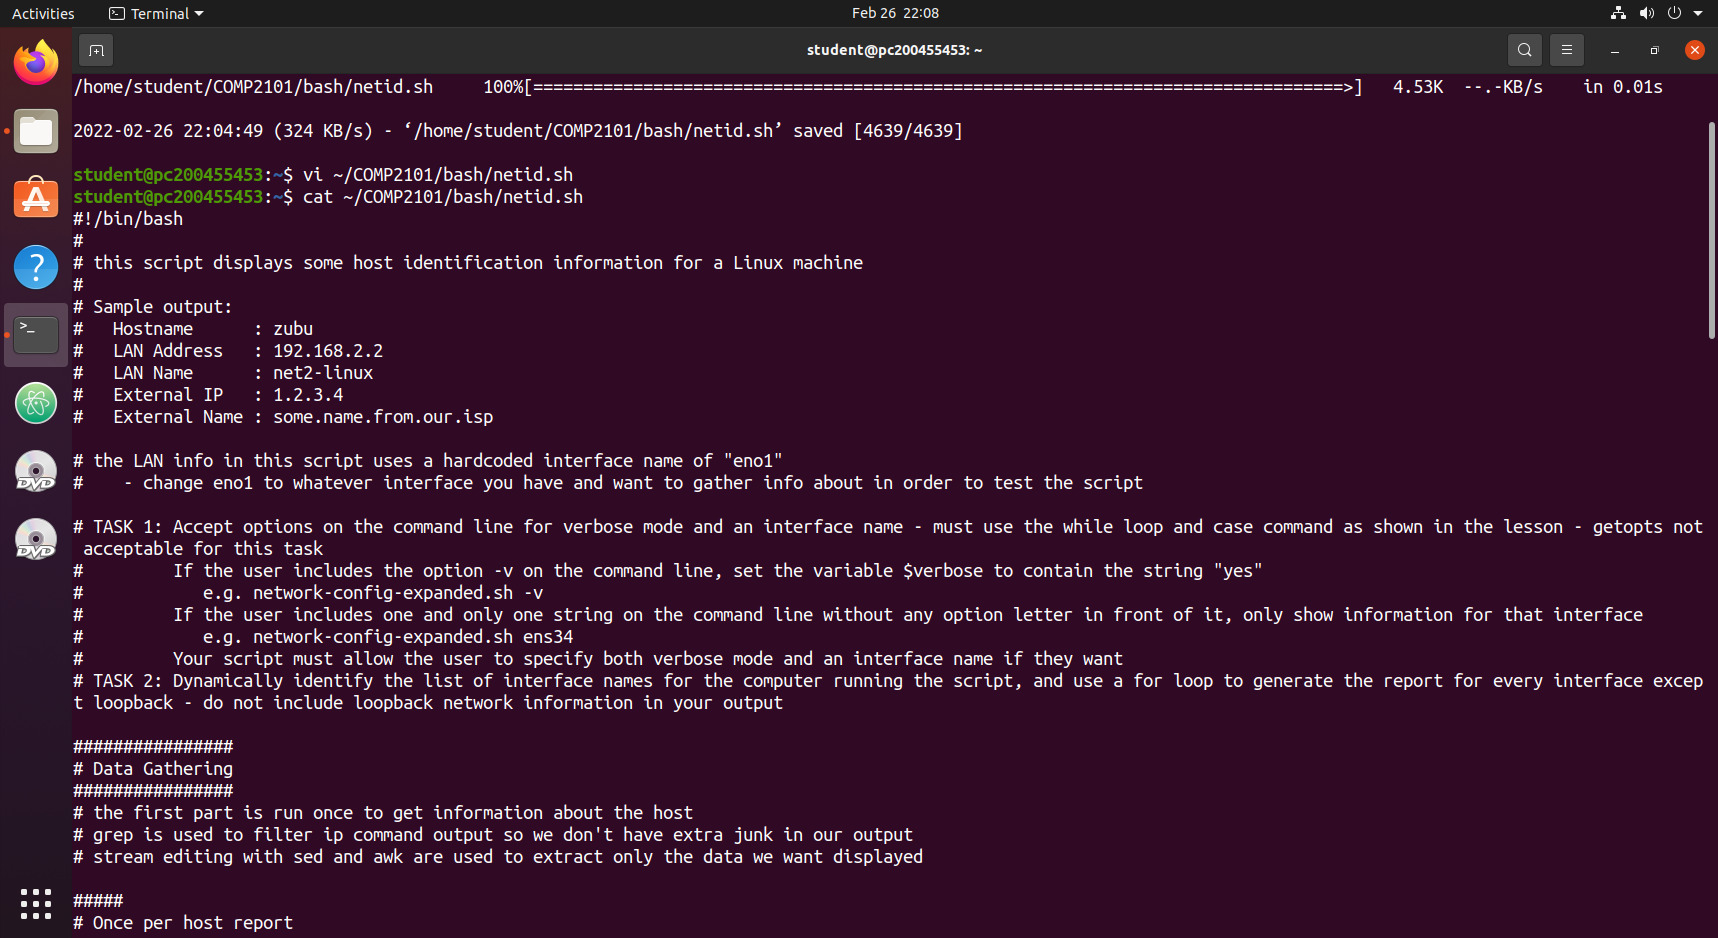 Activities
Terminal
Feb 26 22:08
student@pc200455453: ~
/home/student/COMP2101/bash/netid.sh 100%[=================================================================================>] 4.53K --.-KB/s in 0.01s
2022-02-26 22:04:49 (324 KB/s) - ‘/home/student/COMP2101/bash/netid.sh’ saved [4639/4639]
student@pc200455453:~$ vi ~/COMP2101/bash/netid.sh
student@pc200455453:~$ cat ~/COMP2101/bash/netid.sh
#!/bin/bash
#
# this script displays some host identification information for a Linux machine
#
# Sample output:
#   Hostname      : zubu
#   LAN Address   : 192.168.2.2
#   LAN Name      : net2-linux
#   External IP   : 1.2.3.4
#   External Name : some.name.from.our.isp
# the LAN info in this script uses a hardcoded interface name of "eno1"
#    - change eno1 to whatever interface you have and want to gather info about in order to test the script
# TASK 1: Accept options on the command line for verbose mode and an interface name - must use the while loop and case command as shown in the lesson - getopts not
acceptable for this task
#         If the user includes the option -v on the command line, set the variable $verbose to contain the string "yes"
#            e.g. network-config-expanded.sh -v
#         If the user includes one and only one string on the command line without any option letter in front of it, only show information for that interface
#            e.g. network-config-expanded.sh ens34
#         Your script must allow the user to specify both verbose mode and an interface name if they want
# TASK 2: Dynamically identify the list of interface names for the computer running the script, and use a for loop to generate the report for every interface excep
t loopback - do not include loopback network information in your output
################
# Data Gathering
################
# the first part is run once to get information about the host
# grep is used to filter ip command output so we don't have extra junk in our output
# stream editing with sed and awk are used to extract only the data we want displayed
#####
# Once per host report
DVD
DVD